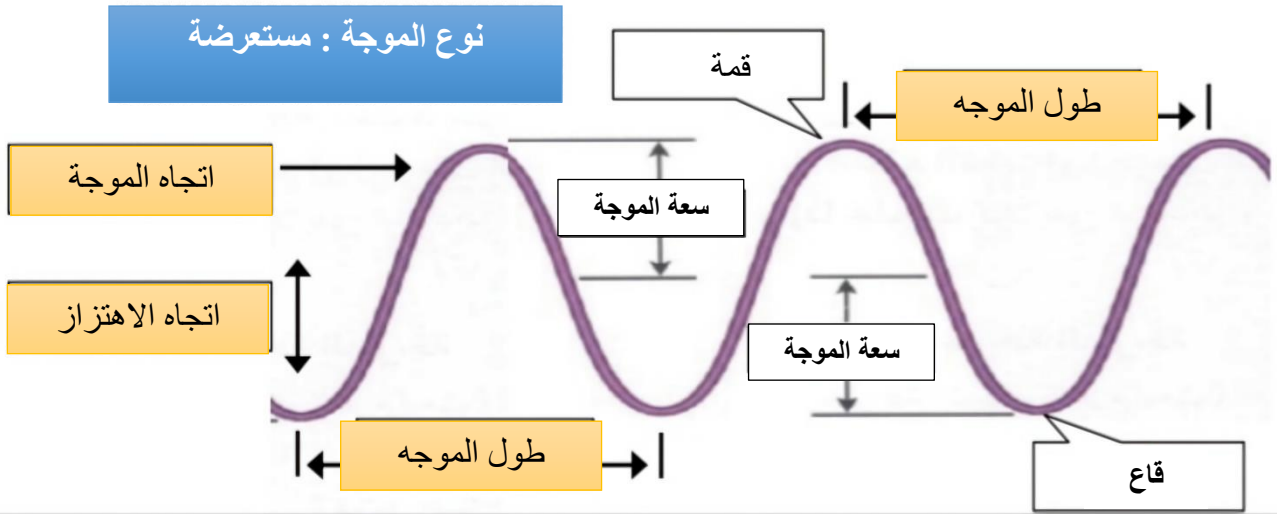 نوع الموجة : مستعرضة
قمة
طول الموجه
اتجاه الموجة
سعة الموجة
اتجاه الاهتزاز
سعة الموجة
طول الموجه
قاع